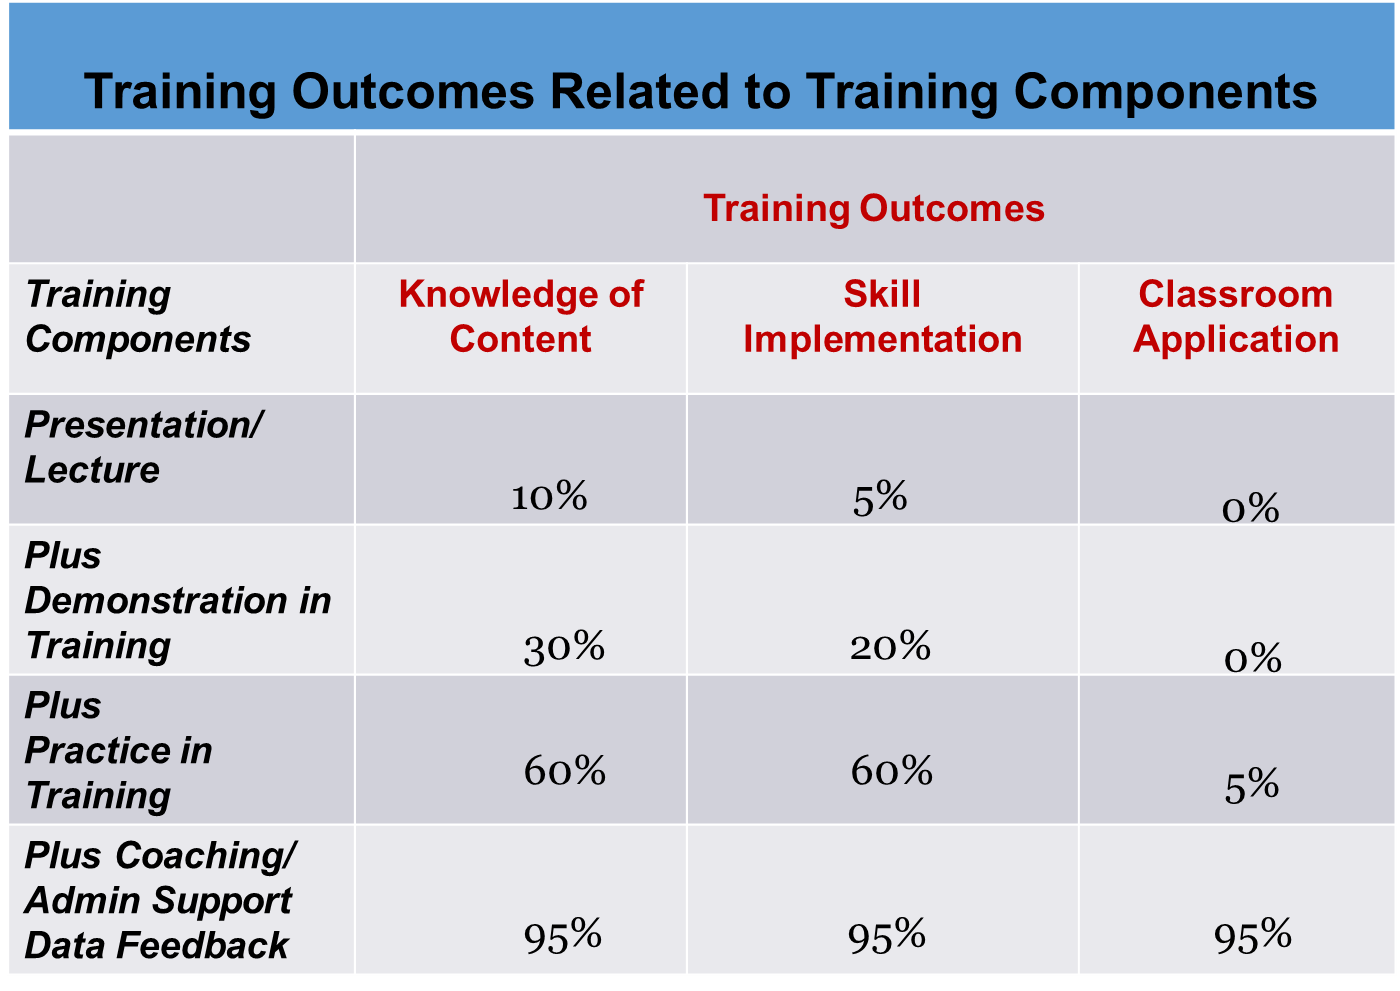 Training Outcomes Related to Training Components
Training Outcomes
Training
Components
Knowledge of
Content
Skill
Implementation
Classroom
Application
Presentation/
Lecture
10%
5%
0%
Plus
Demonstration in
Training
30%
20%
0%
Plus
Practice in
Training
60%
60%
5%
Plus Coaching/
Admin Support
Data Feedback
95%
95%
95%